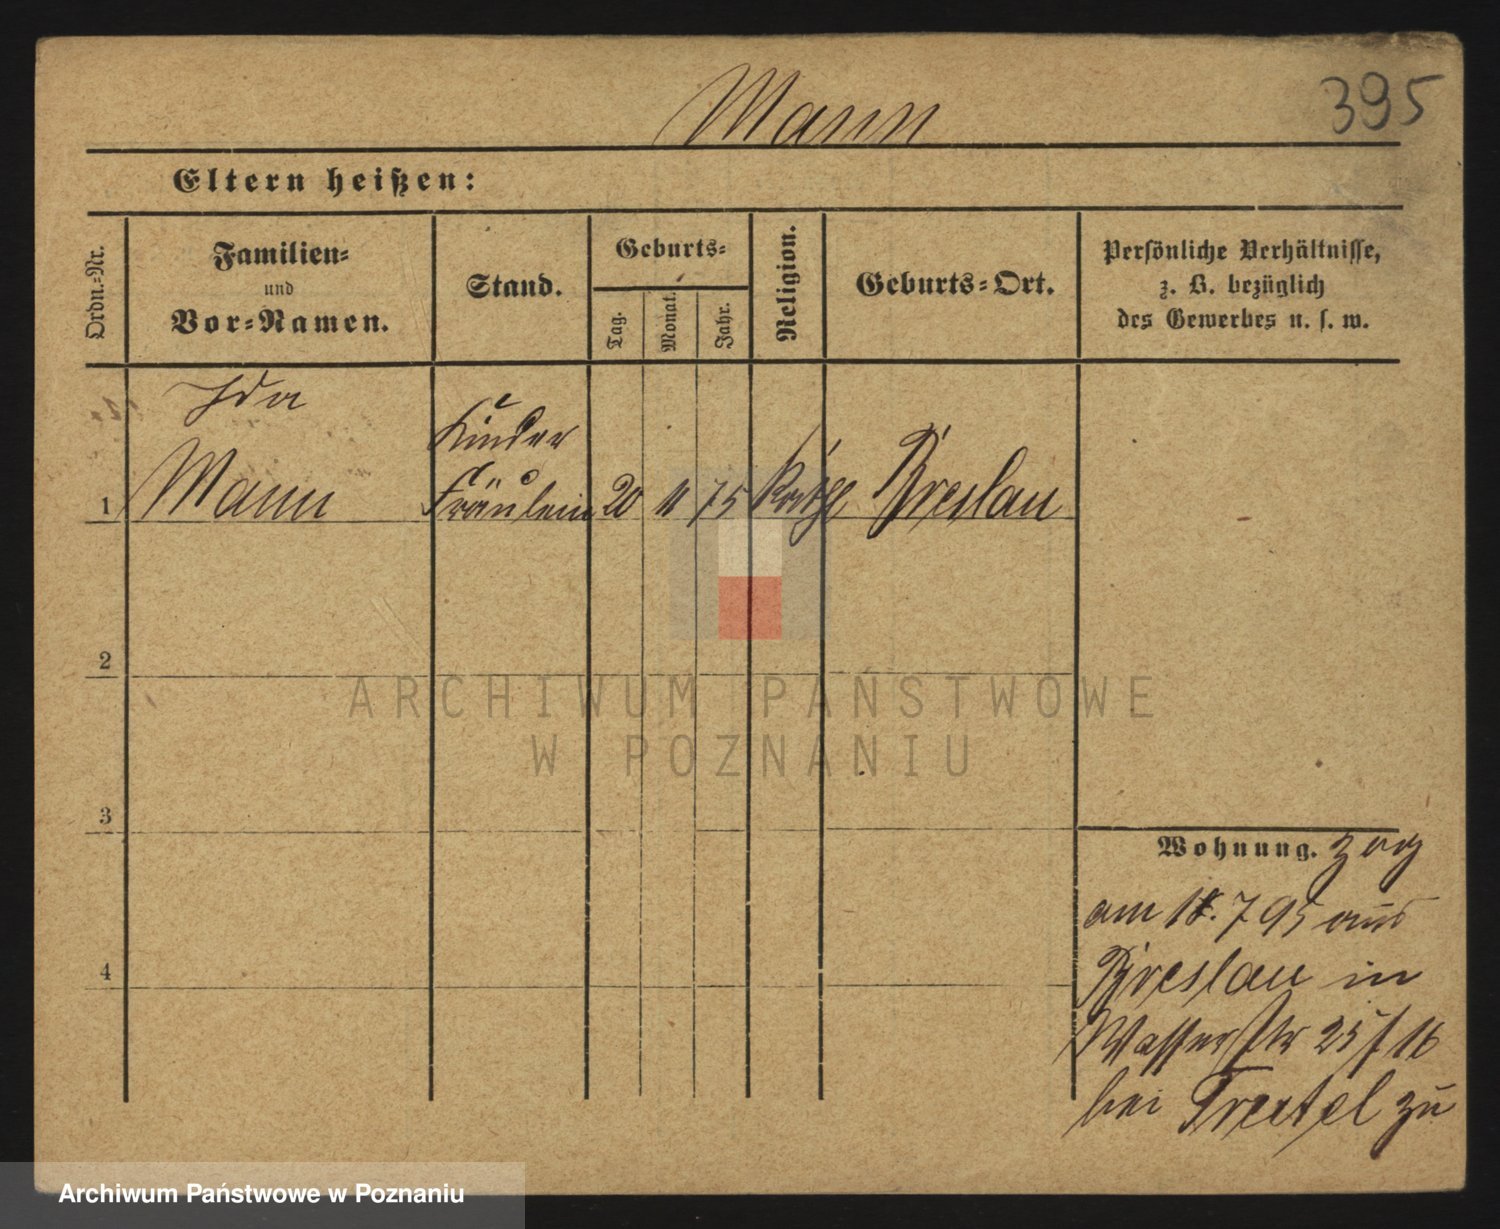 Mann
395
Eltern heißen:
Ordn.-Nr.
Familien-
und
Vor-Namen.
Stand.
Geburts-
Tag.
Monat.
Jahr.
Religion.
Geburts-Ort.
Persönliche Verhältnisse,
z. B. bezüglich
des Gewerbes u. s. w.
Ida
Kinder
1 Mann Fräulein 20 11 75 Breslau
2
3
4
Wohnung. zog
am 7 95 aus
Breslau in
Wasserstr 25/16
bei zu
ARCHIWUM PAŃSTWOWE
W POZNANIU
Archiwum Państwowe w Poznaniu